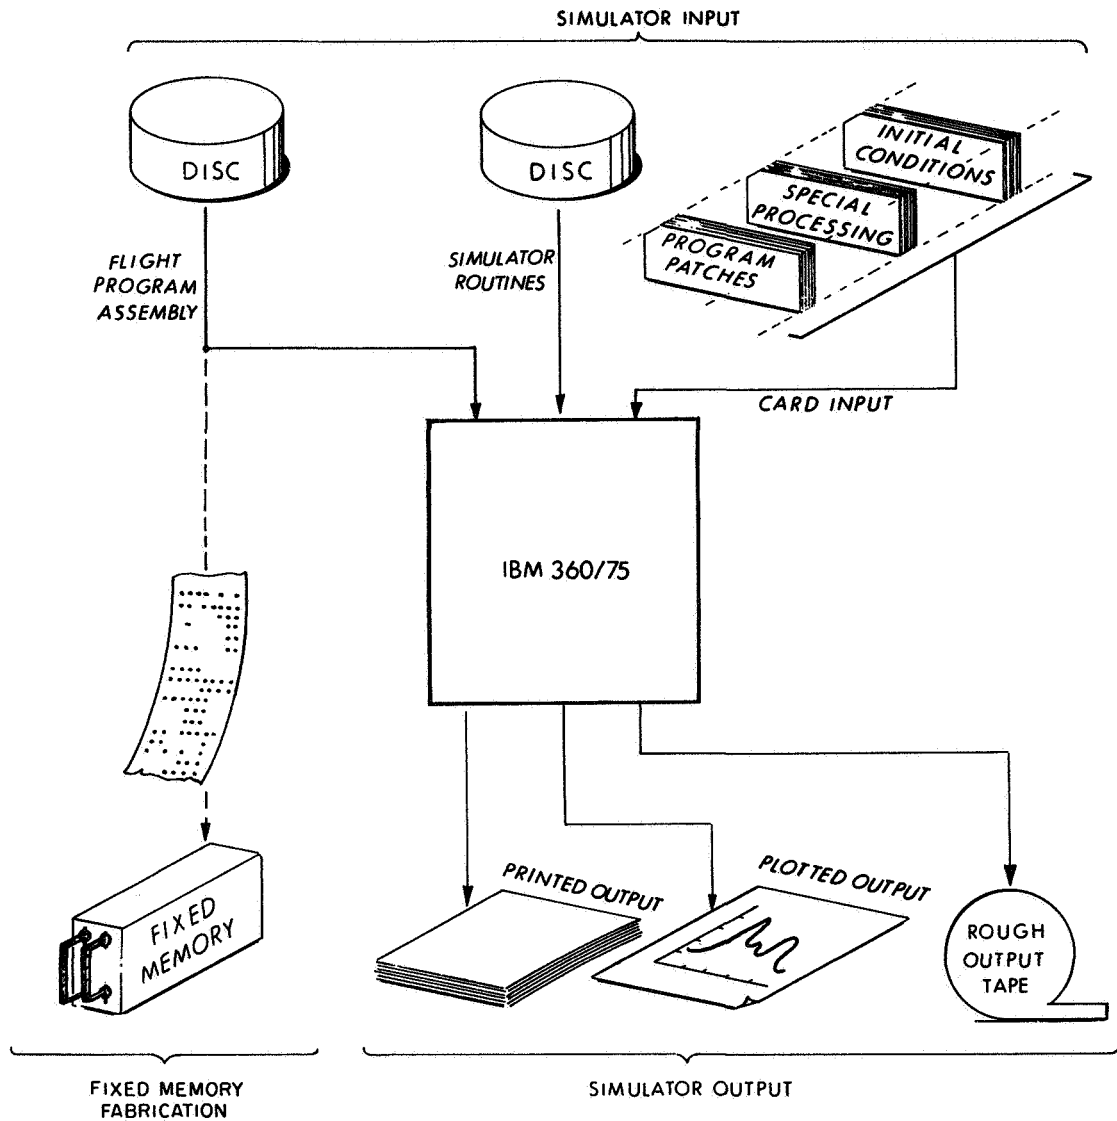 SIMULATOR INPUT
DISC
DISC
INITIAL
CONDITIONS
SPECIAL
PROCESSING
PROGRAM
PATCHES
FLIGHT
PROGRAM
ASSEMBLY
SIMULATOR
ROUTINES
CARD INPUT
IBM 360/75
PRINTED OUTPUT
PLOTTED OUTPUT
FIXED
MEMORY
ROUGH
OUTPUT
TAPE
FIXED MEMORY
FABRICATION
SIMULATOR OUTPUT